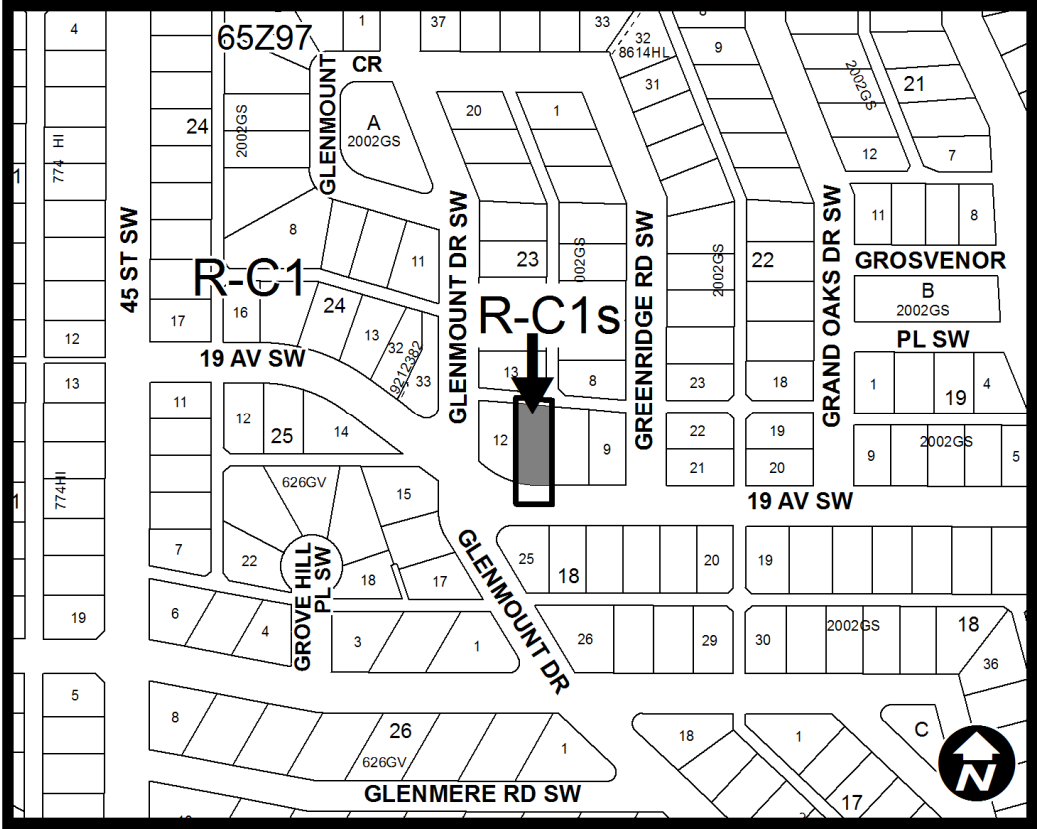 4
1
37
33
32
8614HL
65Z97
GLENMOUNT
CR
9
31
2002GS
21
24
2002GS
A
2002GS
20
1
774 HI
12
7
1
45 ST SW
8
11
GLENMOUNT DR SW
23
002GS
GREENRIDGE RD SW
2002GS
22
GRAND OAKS DR SW
11
8
GROSVENOR
B
2002GS
PL SW
R-C1
R-C1s
17
16
24
13
32
9212382
33
12
19 AV SW
13
8
23
18
1
19
4
13
11
12
25
14
12
9
22
21
19
20
9
2002GS
5
19 AV SW
774HI
1
626GV
15
7
22
GROVE HILL
PL SW
18
17
GLENMOUNT DR
25
18
20
19
19
6
4
3
1
26
29
30
2002GS
18
36
5
8
26
626GV
1
18
1
C
N
GLENMERE RD SW
17